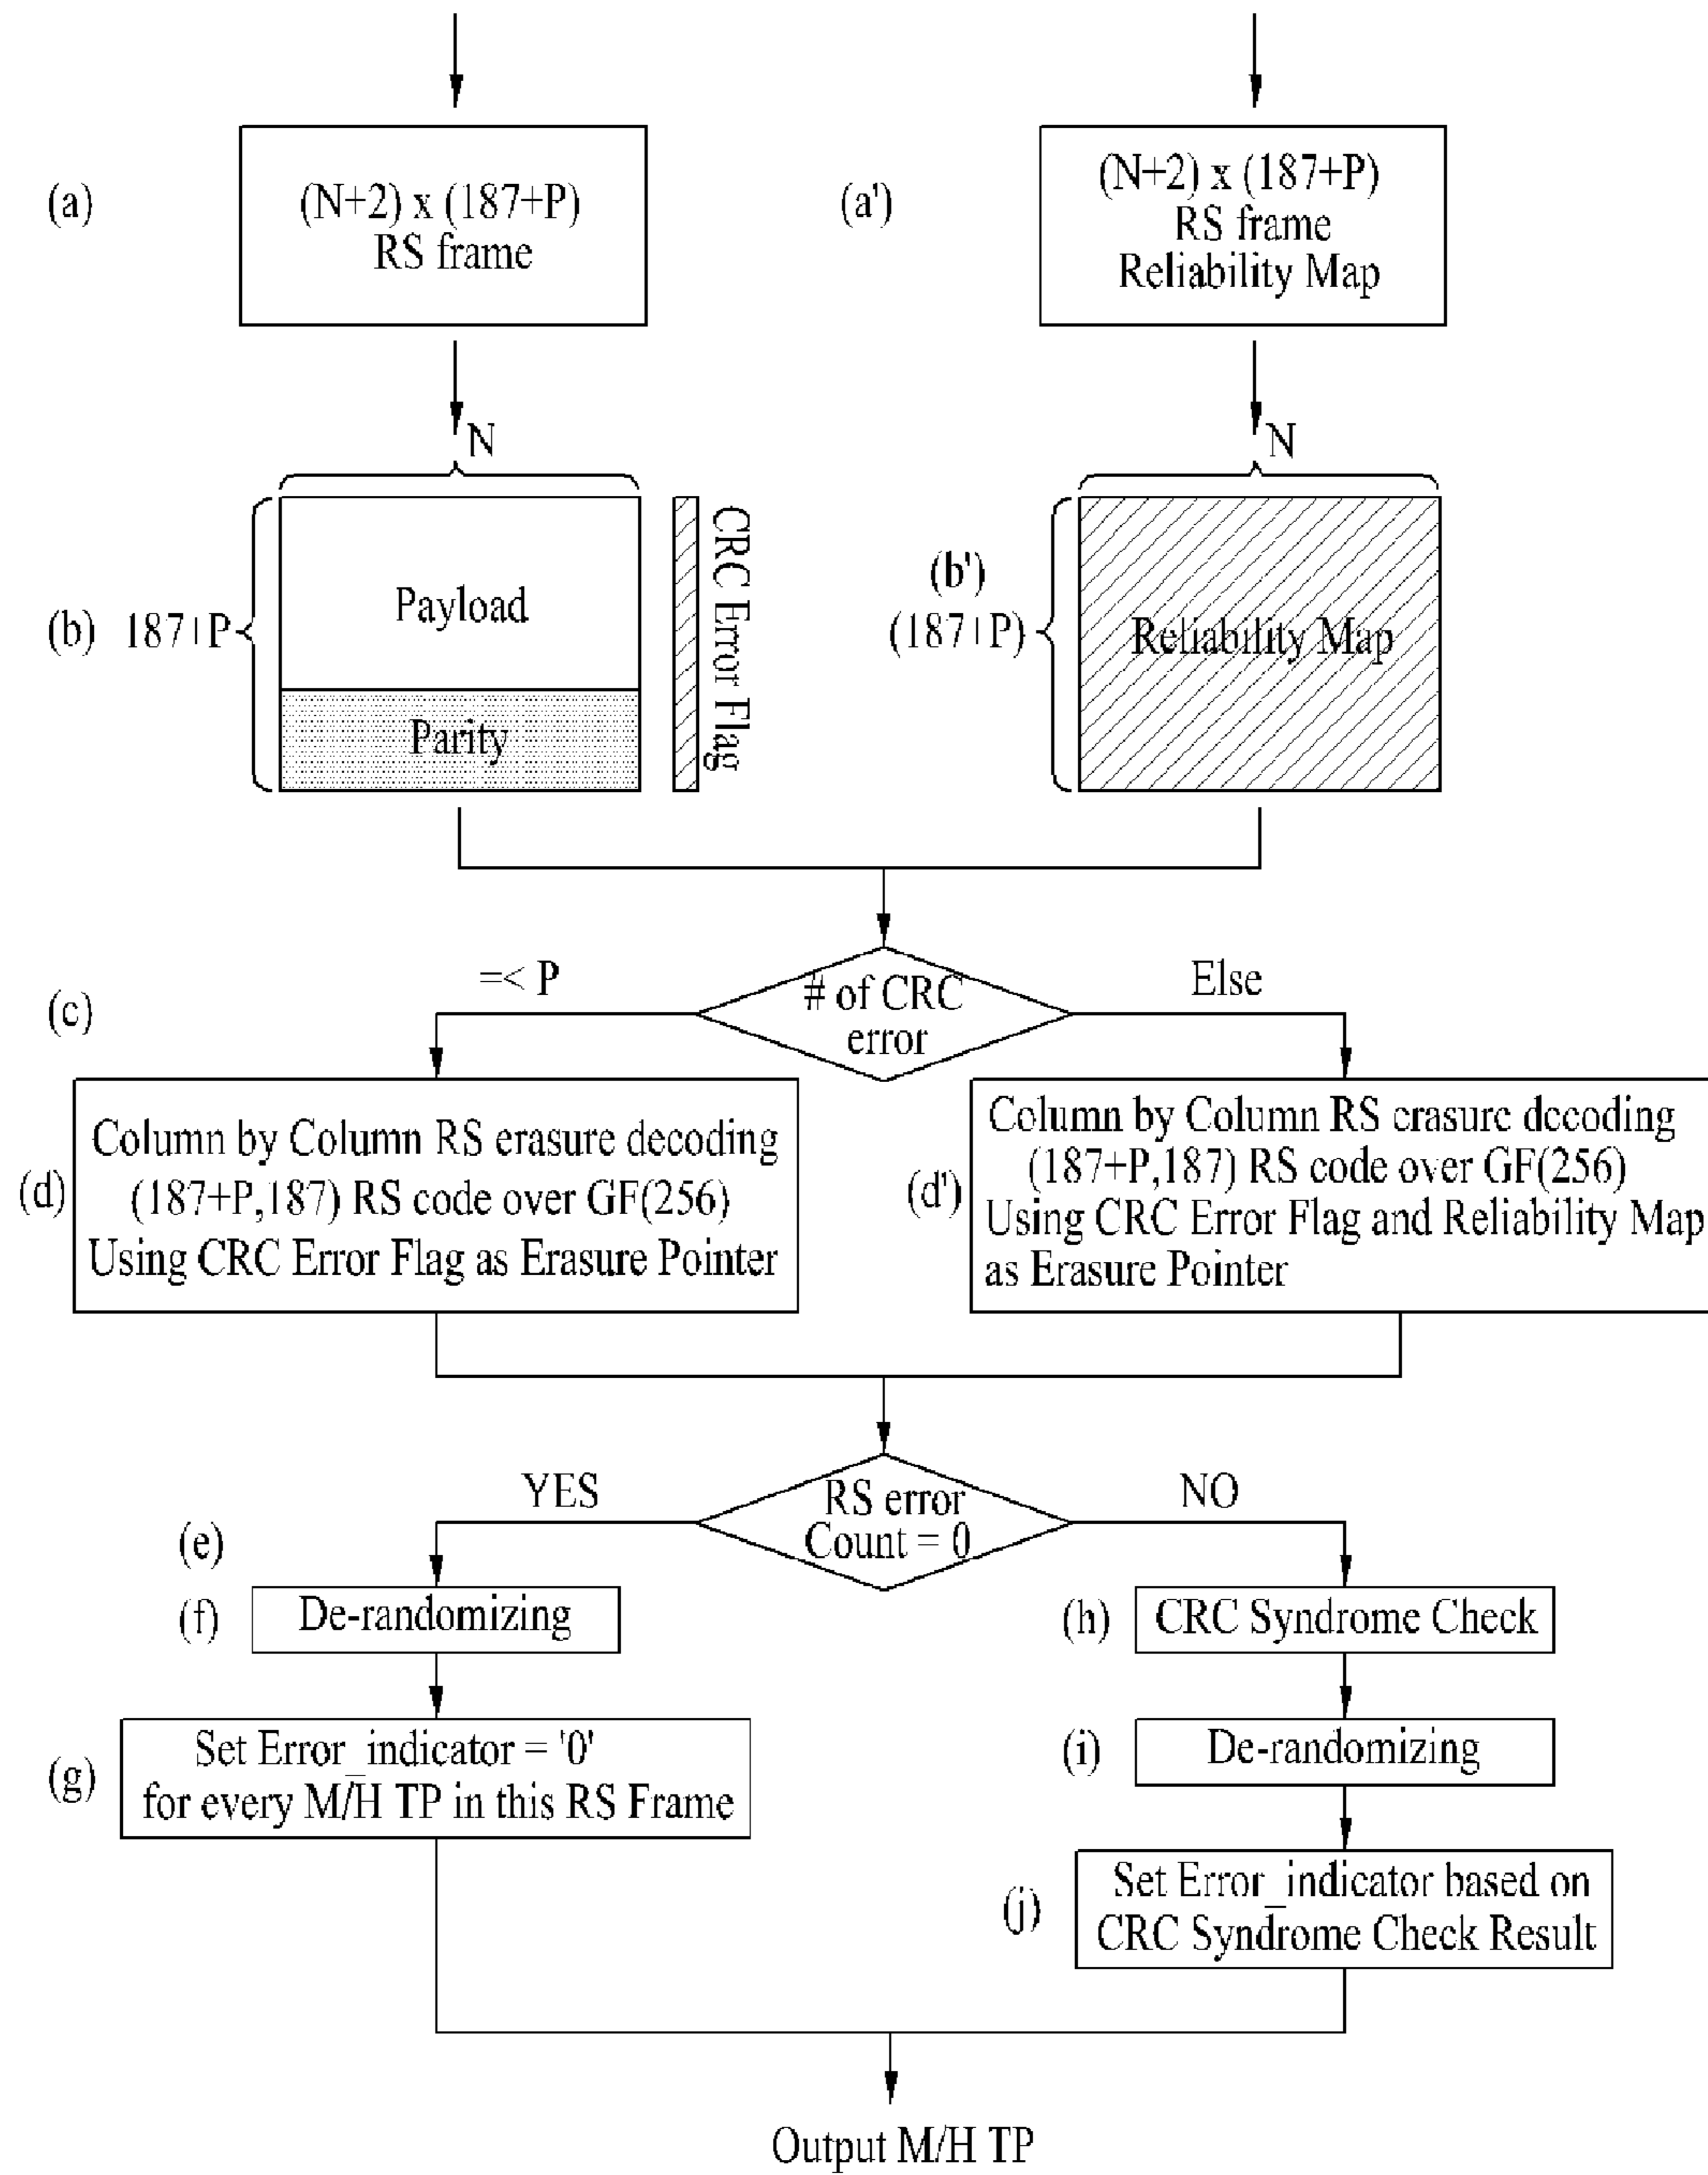 (a)
(N+2) x (187+P)
RS frame
(a')
(N+2) x (187+P)
RS frame
Reliability Map
N
N
(b)
187+P
Payload
Parity
CRC Error Flag
(b')
(187+P)
Reliability Map
(c)
=< P
# of CRC
error
Else
(d)
Column by Column RS erasure decoding
(187+P,187) RS code over GF(256)
Using CRC Error Flag as Erasure Pointer
(d')
Column by Column RS erasure decoding
(187+P,187) RS code over GF(256)
Using CRC Error Flag and Reliability Map
as Erasure Pointer
(e)
YES
RS error
Count = 0
NO
(f)
De-randomizing
(h)
CRC Syndrome Check
(g)
Set Error_indicator = '0'
for every M/H TP in this RS Frame
(i)
De-randomizing
(j)
Set Error_indicator based on
CRC Syndrome Check Result
Output M/H TP